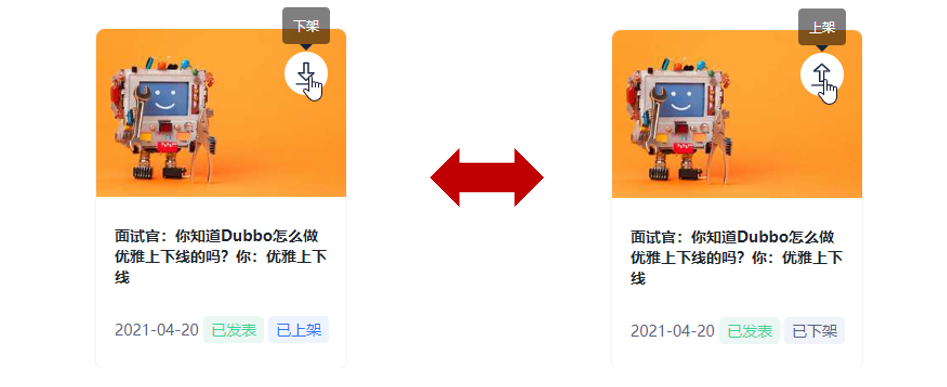 下架
面试官：你知道Dubbo怎么做
优雅上下线的吗？你：优雅上下
线
2021-04-20 已发表 已上架
上架
面试官：你知道Dubbo怎么做
优雅上下线的吗？你：优雅上下
线
2021-04-20 已发表 已下架